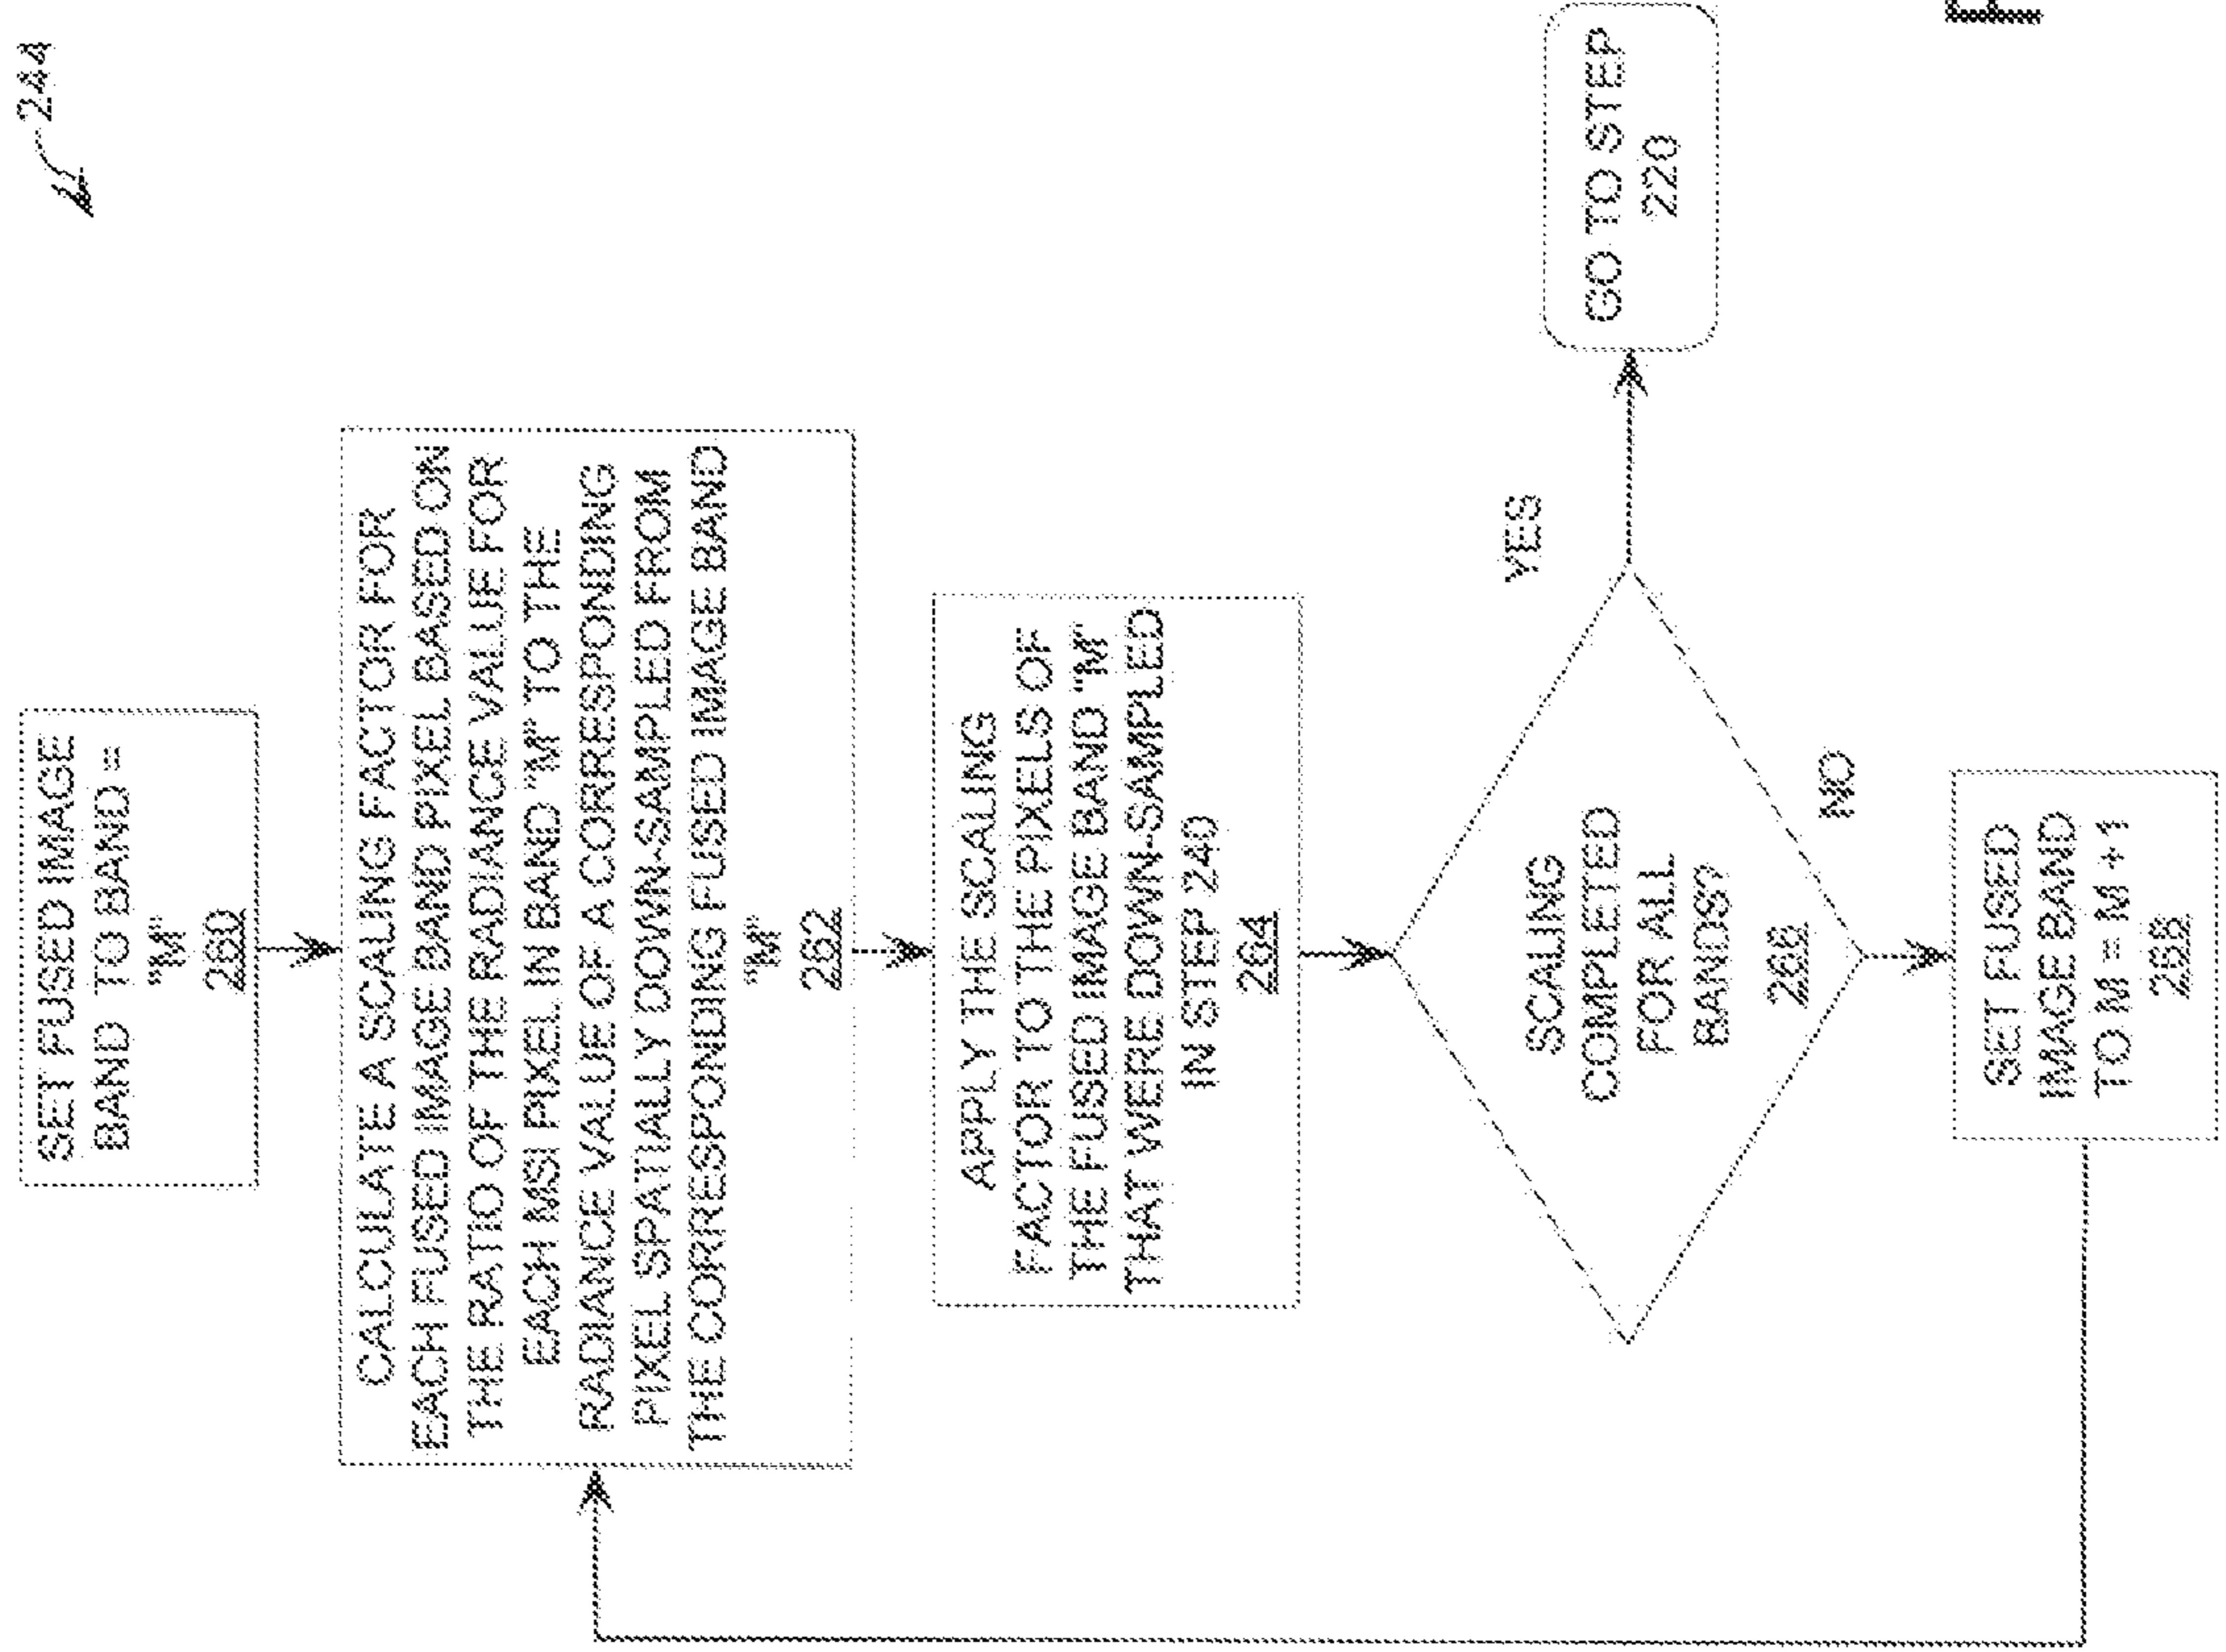 244
SET FUSED IMAGE
BAND TO BAND =
"M"
260
CALCULATE A SCALING FACTOR FOR
EACH FUSED IMAGE BAND PIXEL BASED ON
THE RATIO OF THE RADIANCE VALUE FOR
EACH MSI PIXEL IN BAND "M" TO THE
RADIANCE VALUE OF A CORRESPONDING
PIXEL SPATIALLY DOWN-SAMPLED FROM
THE CORRESPONDING FUSED IMAGE BAND
"M"
262
APPLY THE SCALING
FACTOR TO THE PIXELS OF
THE FUSED IMAGE BAND "M"
THAT WERE DOWN-SAMPLED
IN STEP 240
264
SCALING
COMPLETED
FOR ALL
BANDS?
YES
GO TO STEP
220
NO
SET FUSED
IMAGE BAND
TO M = M +1
268